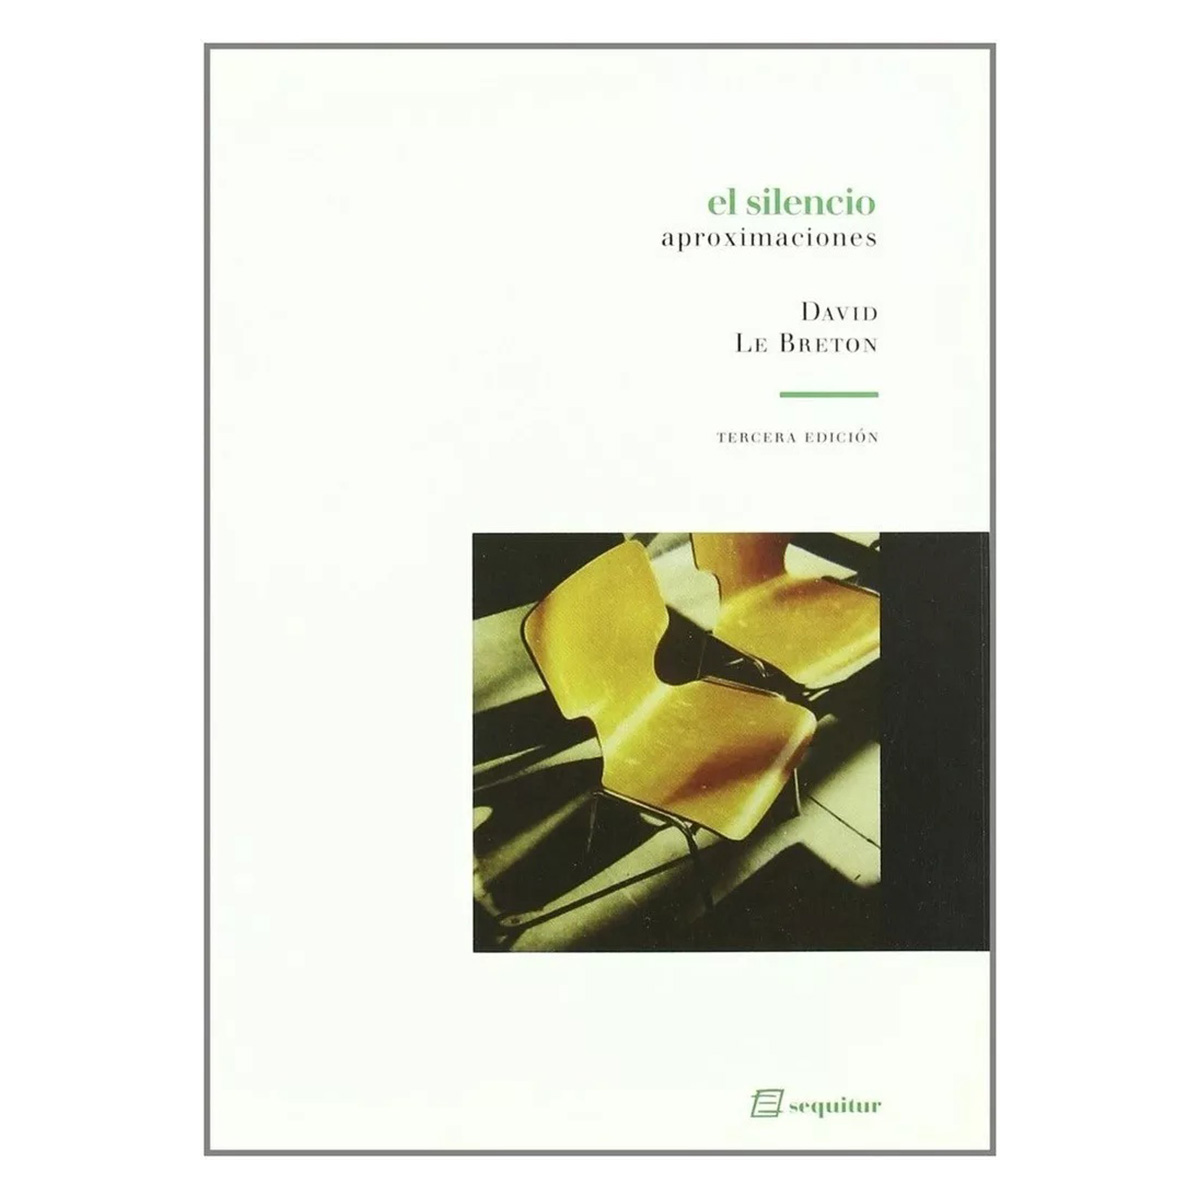 el silencio
aproximaciones
DAVID
LE BRETON
TERCERA EDICIÓN
sequitur